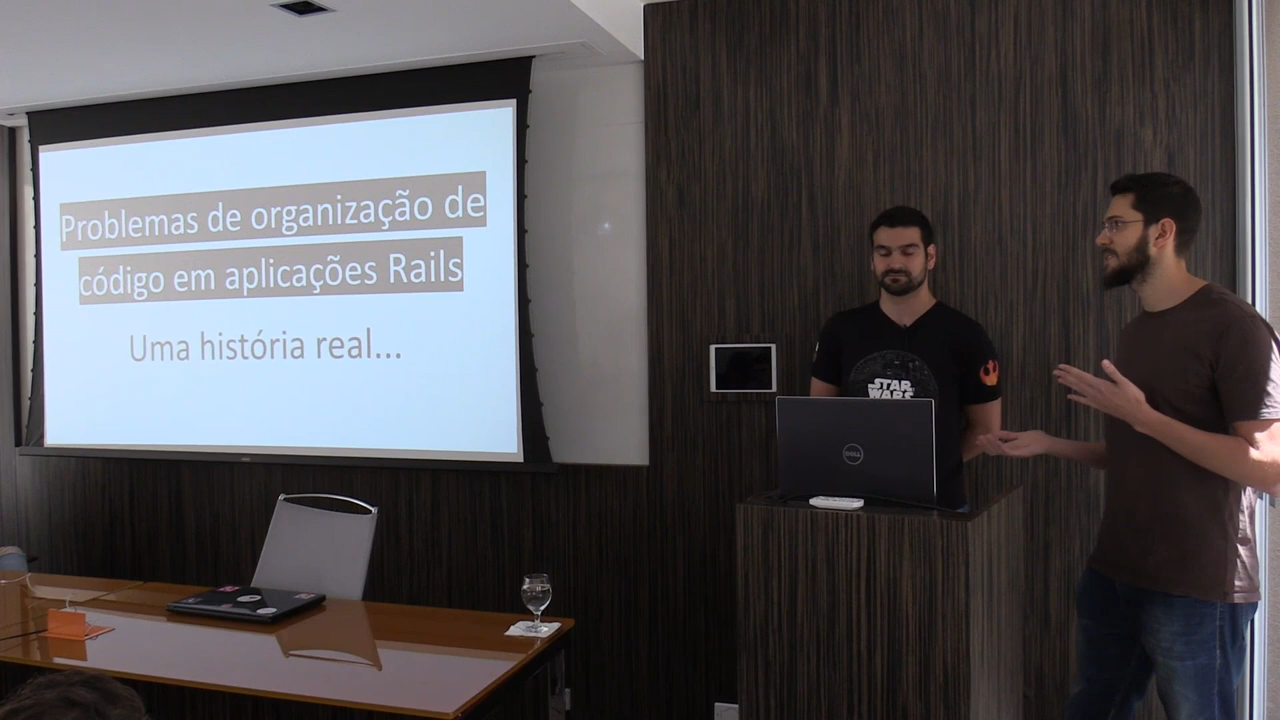 Problemas de organização de
código em aplicações Rails
Uma história real...
STAR
WARS
DELL